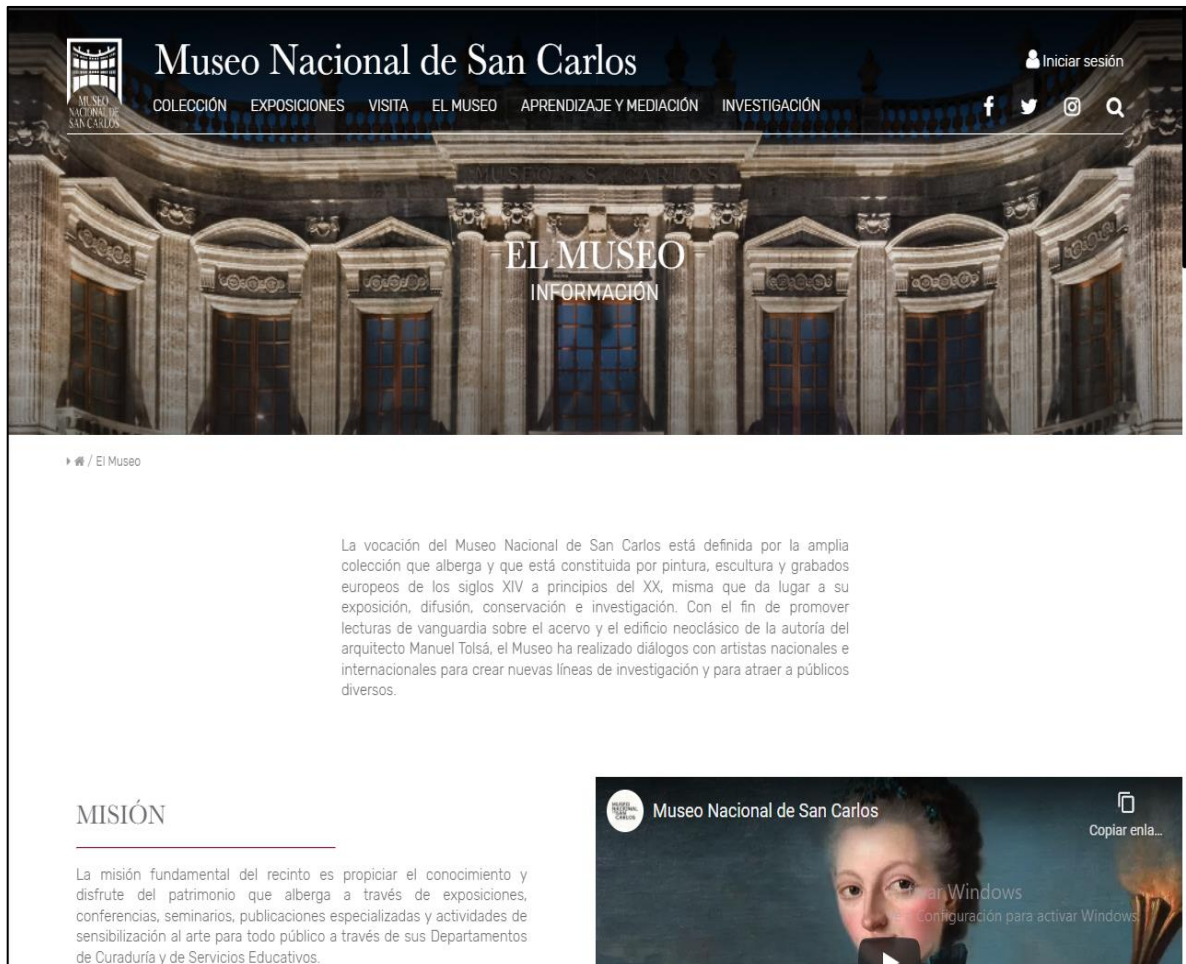 Museo Nacional de San Carlos
Iniciar sesión
MUSEO
NACIONAL DE
SAN CARLOS
COLECCIÓN EXPOSICIONES VISITA EL MUSEO APRENDIZAJE Y MEDIACIÓN INVESTIGACIÓN
MUSEO S. CARLOS
EL MUSEO
INFORMACIÓN
/ El Museo
La vocación del Museo Nacional de San Carlos está definida por la amplia
colección que alberga y que está constituida por pintura, escultura y grabados
europeos de los siglos XIV a principios del XX, misma que da lugar a su
exposición, difusión, conservación e investigación. Con el fin de promover
lecturas de vanguardia sobre el acervo y el edificio neoclásico de la autoría del
arquitecto Manuel Tolsá, el Museo ha realizado diálogos con artistas nacionales e
internacionales para crear nuevas líneas de investigación y para atraer a públicos
diversos.
MISIÓN
La misión fundamental del recinto es propiciar el conocimiento y
disfrute del patrimonio que alberga a través de exposiciones,
conferencias, seminarios, publicaciones especializadas y actividades de
sensibilización al arte para todo público a través de sus Departamentos
de Curaduría y de Servicios Educativos.
MUSEO
NACIONAL
DE SAN
CARLOS
Museo Nacional de San Carlos
Copiar enla...
Windows
Configuración para activar Windows.